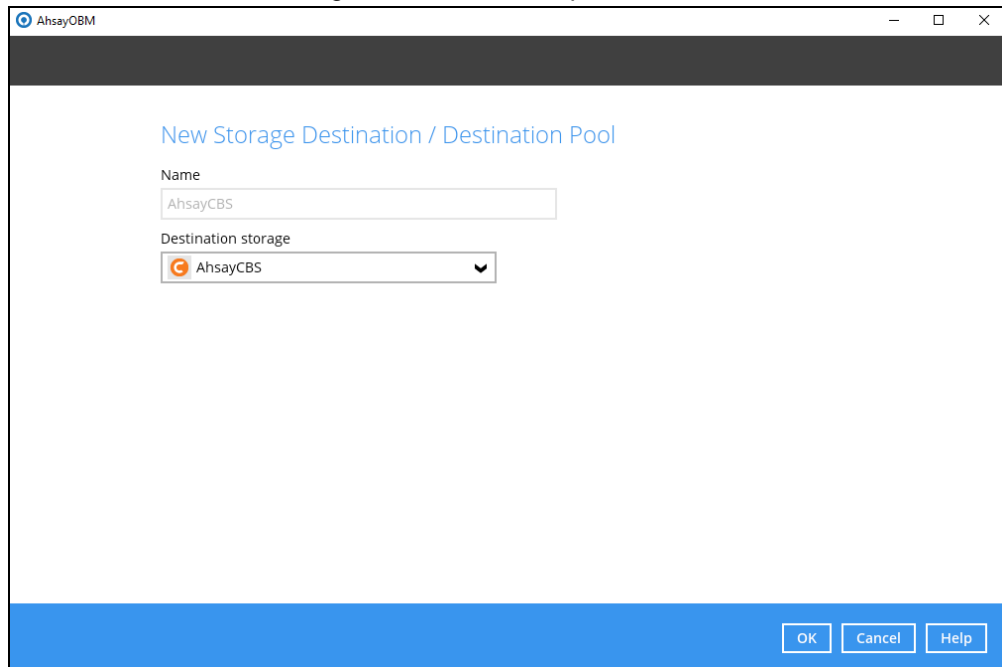 AhsayOBM
New Storage Destination / Destination Pool
Name
AhsayCBS
Destination storage
AhsayCBS
OK Cancel Help